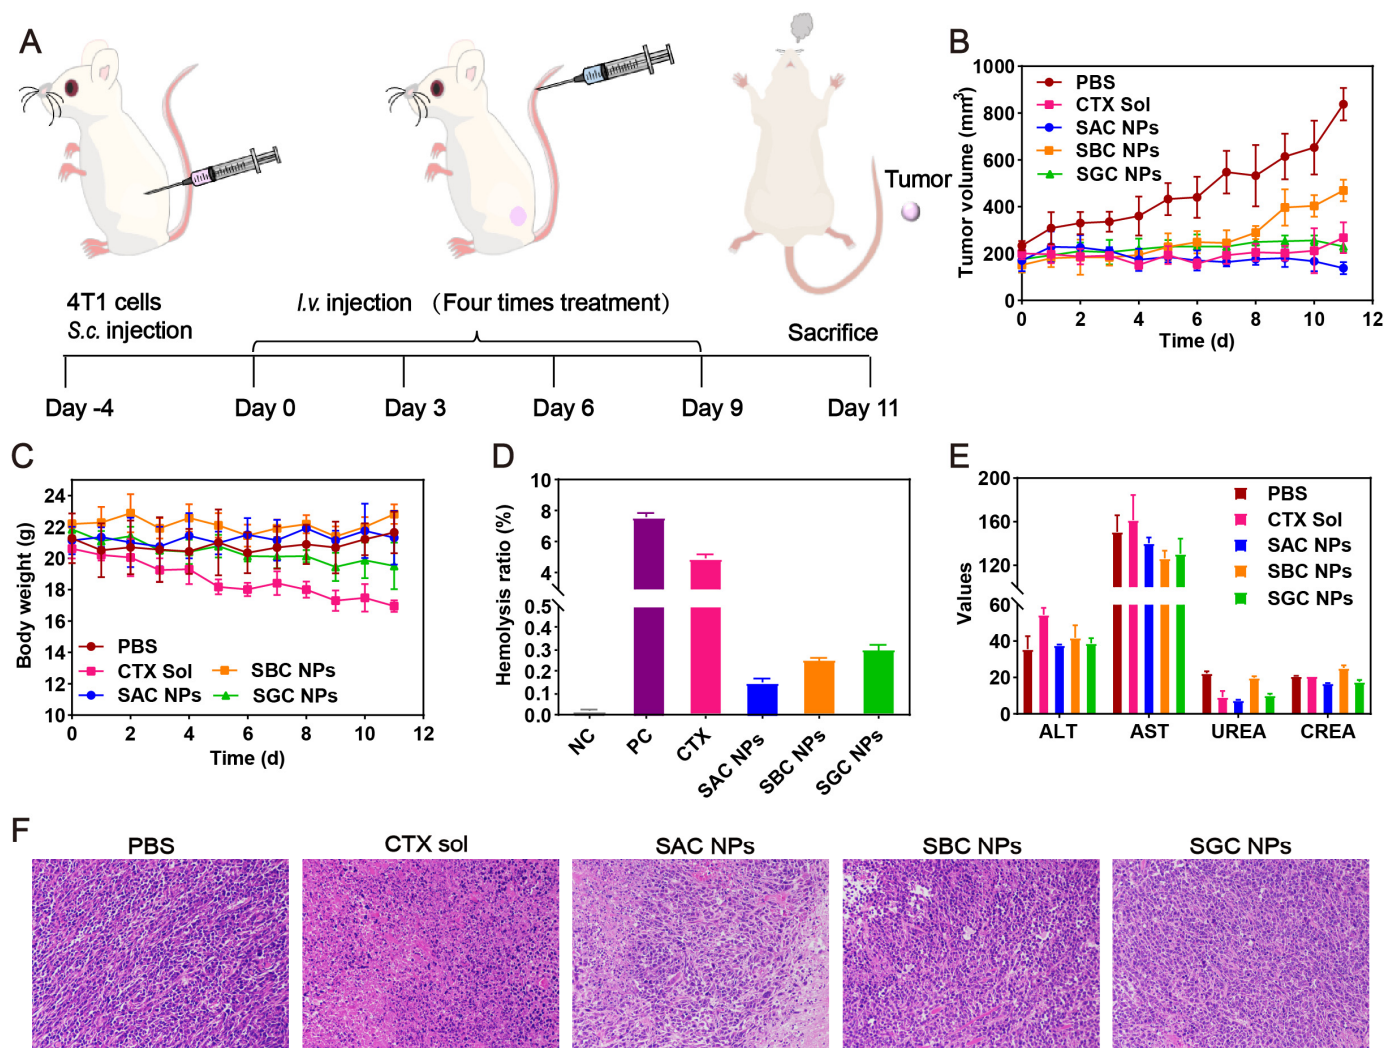 A
4T1 cells
S.c. injection
I.v. injection (Four times treatment)
Tumor
Sacrifice
Day -4
Day 0
Day 3
Day 6
Day 9
Day 11
B
Tumor volume (mm³)
1000
800
600
400
200
0
PBS
CTX Sol
SAC NPs
SBC NPs
SGC NPs
0 2 4 6 8 10 12
Time (d)
C
Body weight (g)
24
22
20
18
16
14
12
10
PBS
CTX Sol
SAC NPs
SBC NPs
SGC NPs
0 2 4 6 8 10 12
Time (d)
D
Hemolysis ratio (%)
10
8
6
4
0.5
0.4
0.3
0.2
0.1
0.0
NC
PC
CTX
SAC NPs
SBC NPs
SGC NPs
E
Values
200
160
120
60
40
20
0
PBS
CTX Sol
SAC NPs
SBC NPs
SGC NPs
ALT AST UREA CREA
F
PBS
CTX sol
SAC NPs
SBC NPs
SGC NPs